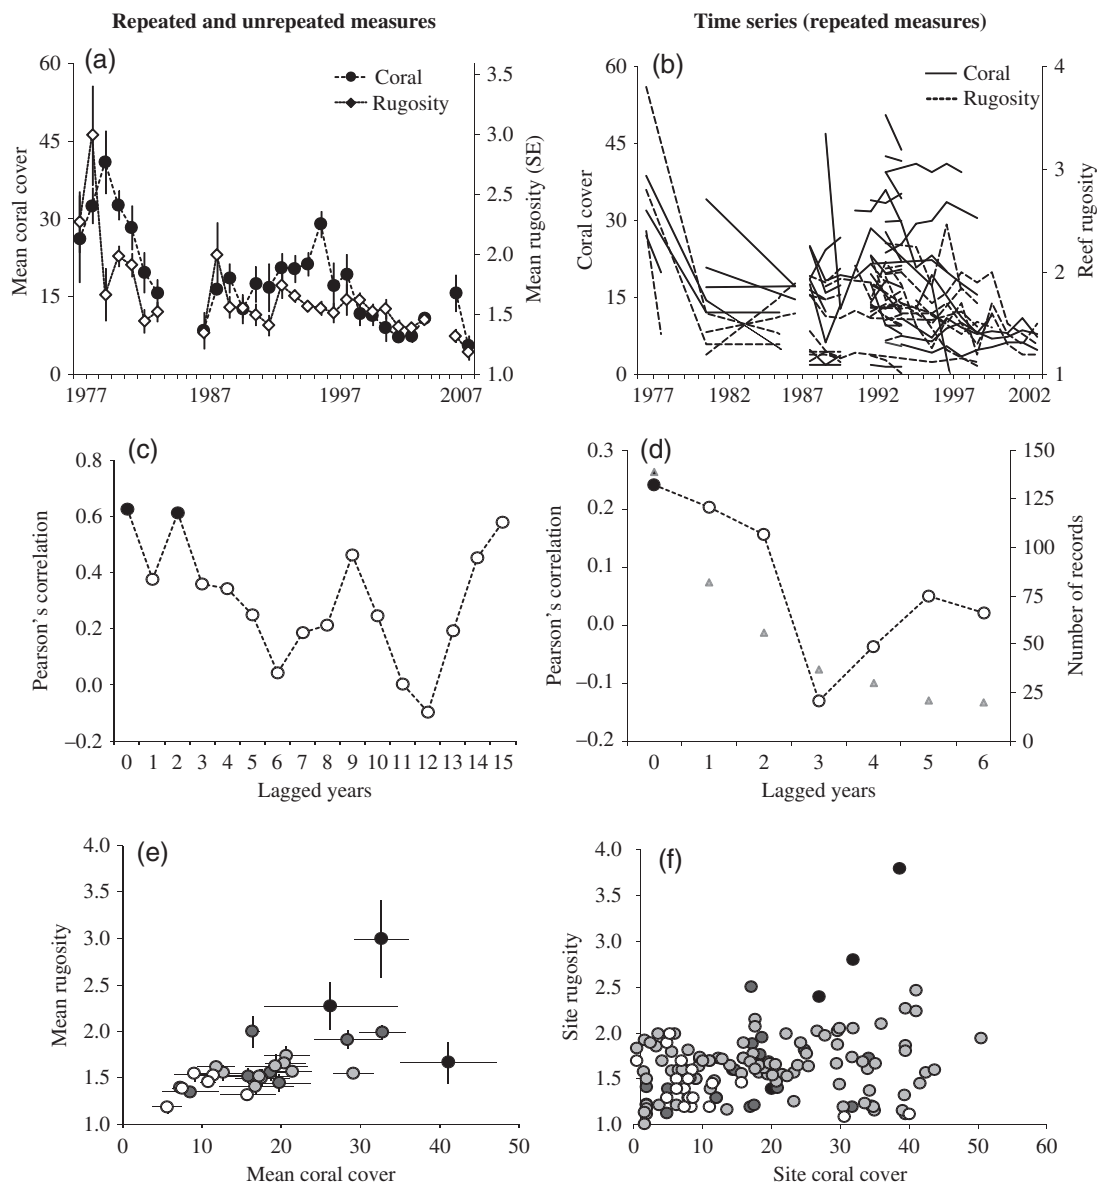 Repeated and unrepeated measures
Time series (repeated measures)
(a)
Coral
Rugosity
60
45
30
15
0
Mean coral cover
3.5
3.0
2.5
2.0
1.5
1.0
Mean rugosity (SE)
1977
1987
1997
2007
(b)
Coral
Rugosity
60
45
30
15
0
Coral cover
4
3
2
1
Reef rugosity
1977
1982
1987
1992
1997
2002
(c)
0.8
0.6
0.4
0.2
0.0
–0.2
Pearson's correlation
0 1 2 3 4 5 6 7 8 9 10 11 12 13 14 15
Lagged years
(d)
0.3
0.2
0.1
0.0
–0.1
–0.2
Pearson's correlation
150
125
100
75
50
25
0
Number of records
0 1 2 3 4 5 6
Lagged years
(e)
4.0
3.5
3.0
2.5
2.0
1.5
1.0
Mean rugosity
0 10 20 30 40 50
Mean coral cover
(f)
4.0
3.5
3.0
2.5
2.0
1.5
1.0
Site rugosity
0 10 20 30 40 50 60
Site coral cover